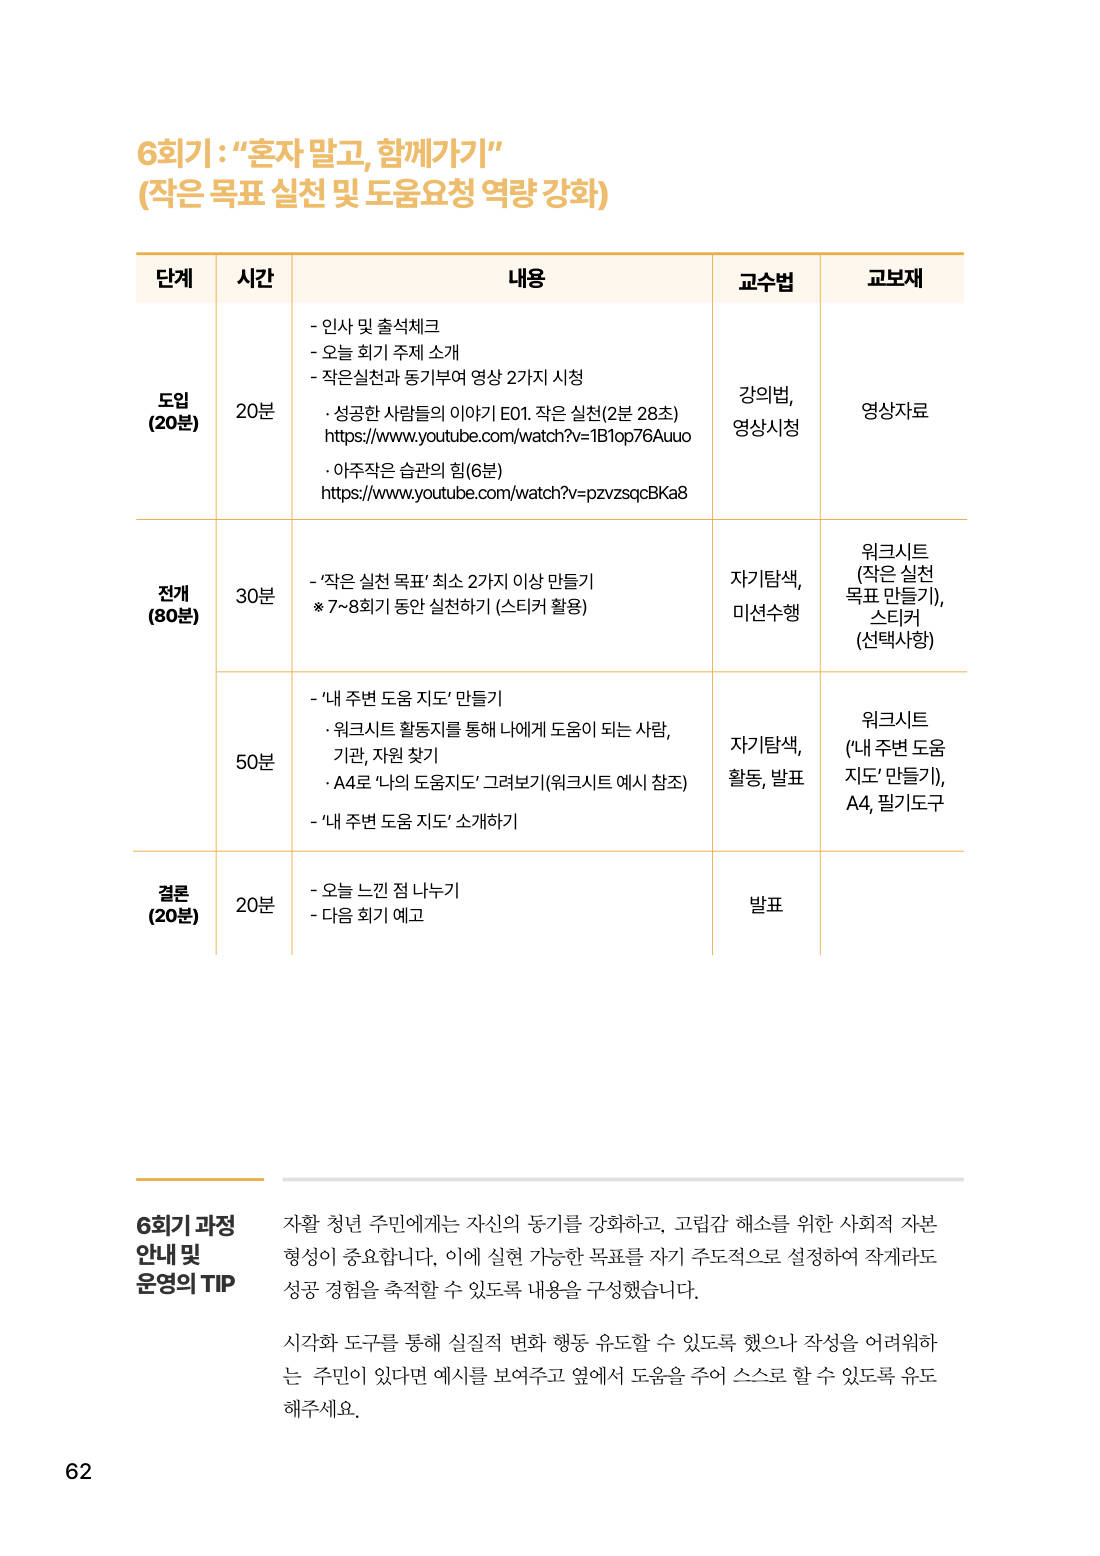 6회기 : “혼자 말고, 함께가기”
(작은 목표 실천 및 도움요청 역량 강화)
단계 시간 내용 교수법 교보재
도입
(20분)
20분
- 인사 및 출석체크
- 오늘 회기 주제 소개
- 작은실천과 동기부여 영상 2가지 시청
· 성공한 사람들의 이야기 E01. 작은 실천(2분 28초)
https://www.youtube.com/watch?v=1B1op76Auuo
· 아주작은 습관의 힘(6분)
https://www.youtube.com/watch?v=pzvzsqcBKa8
강의법,
영상시청
영상자료
전개
(80분)
30분
- ‘작은 실천 목표’ 최소 2가지 이상 만들기
※ 7~8회기 동안 실천하기 (스티커 활용)
자기탐색,
미션수행
워크시트
(작은 실천
목표 만들기),
스티커
(선택사항)
50분
- ‘내 주변 도움 지도’ 만들기
· 워크시트 활동지를 통해 나에게 도움이 되는 사람,
기관, 자원 찾기
· A4로 ‘나의 도움지도’ 그려보기(워크시트 예시 참조)
- ‘내 주변 도움 지도’ 소개하기
자기탐색,
활동, 발표
워크시트
(‘내 주변 도움
지도’ 만들기),
A4, 필기도구
결론
(20분)
20분
- 오늘 느낀 점 나누기
- 다음 회기 예고
발표
6회기 과정
안내 및
운영의 TIP
자활 청년 주민에게는 자신의 동기를 강화하고, 고립감 해소를 위한 사회적 자본
형성이 중요합니다. 이에 실현 가능한 목표를 자기 주도적으로 설정하여 작게라도
성공 경험을 축적할 수 있도록 내용을 구성했습니다.
시각화 도구를 통해 실질적 변화 행동 유도할 수 있도록 했으나 작성을 어려워하
는 주민이 있다면 예시를 보여주고 옆에서 도움을 주어 스스로 할 수 있도록 유도
해주세요.
62